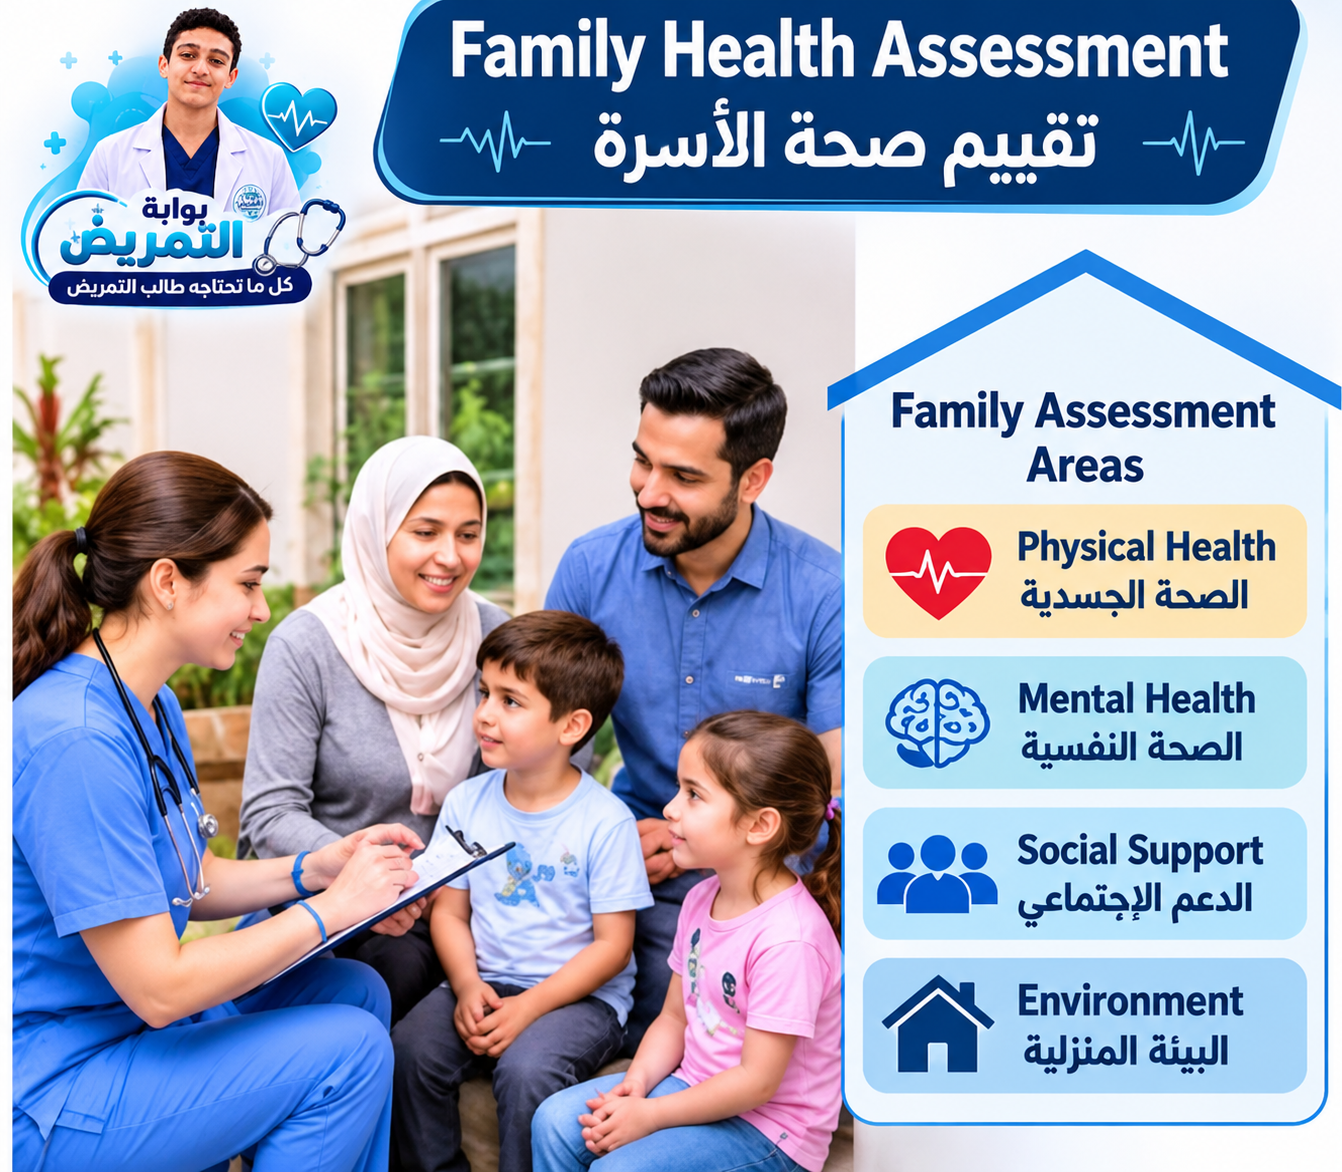 Family Health Assessment
تقييم صحة الأسرة
بوابة
التمريض
كل ما تحتاجه طالب التمريض
Family Assessment
Areas
Physical Health
الصحة الجسدية
Mental Health
الصحة النفسية
Social Support
الدعم الإجتماعي
Environment
البيئة المنزلية